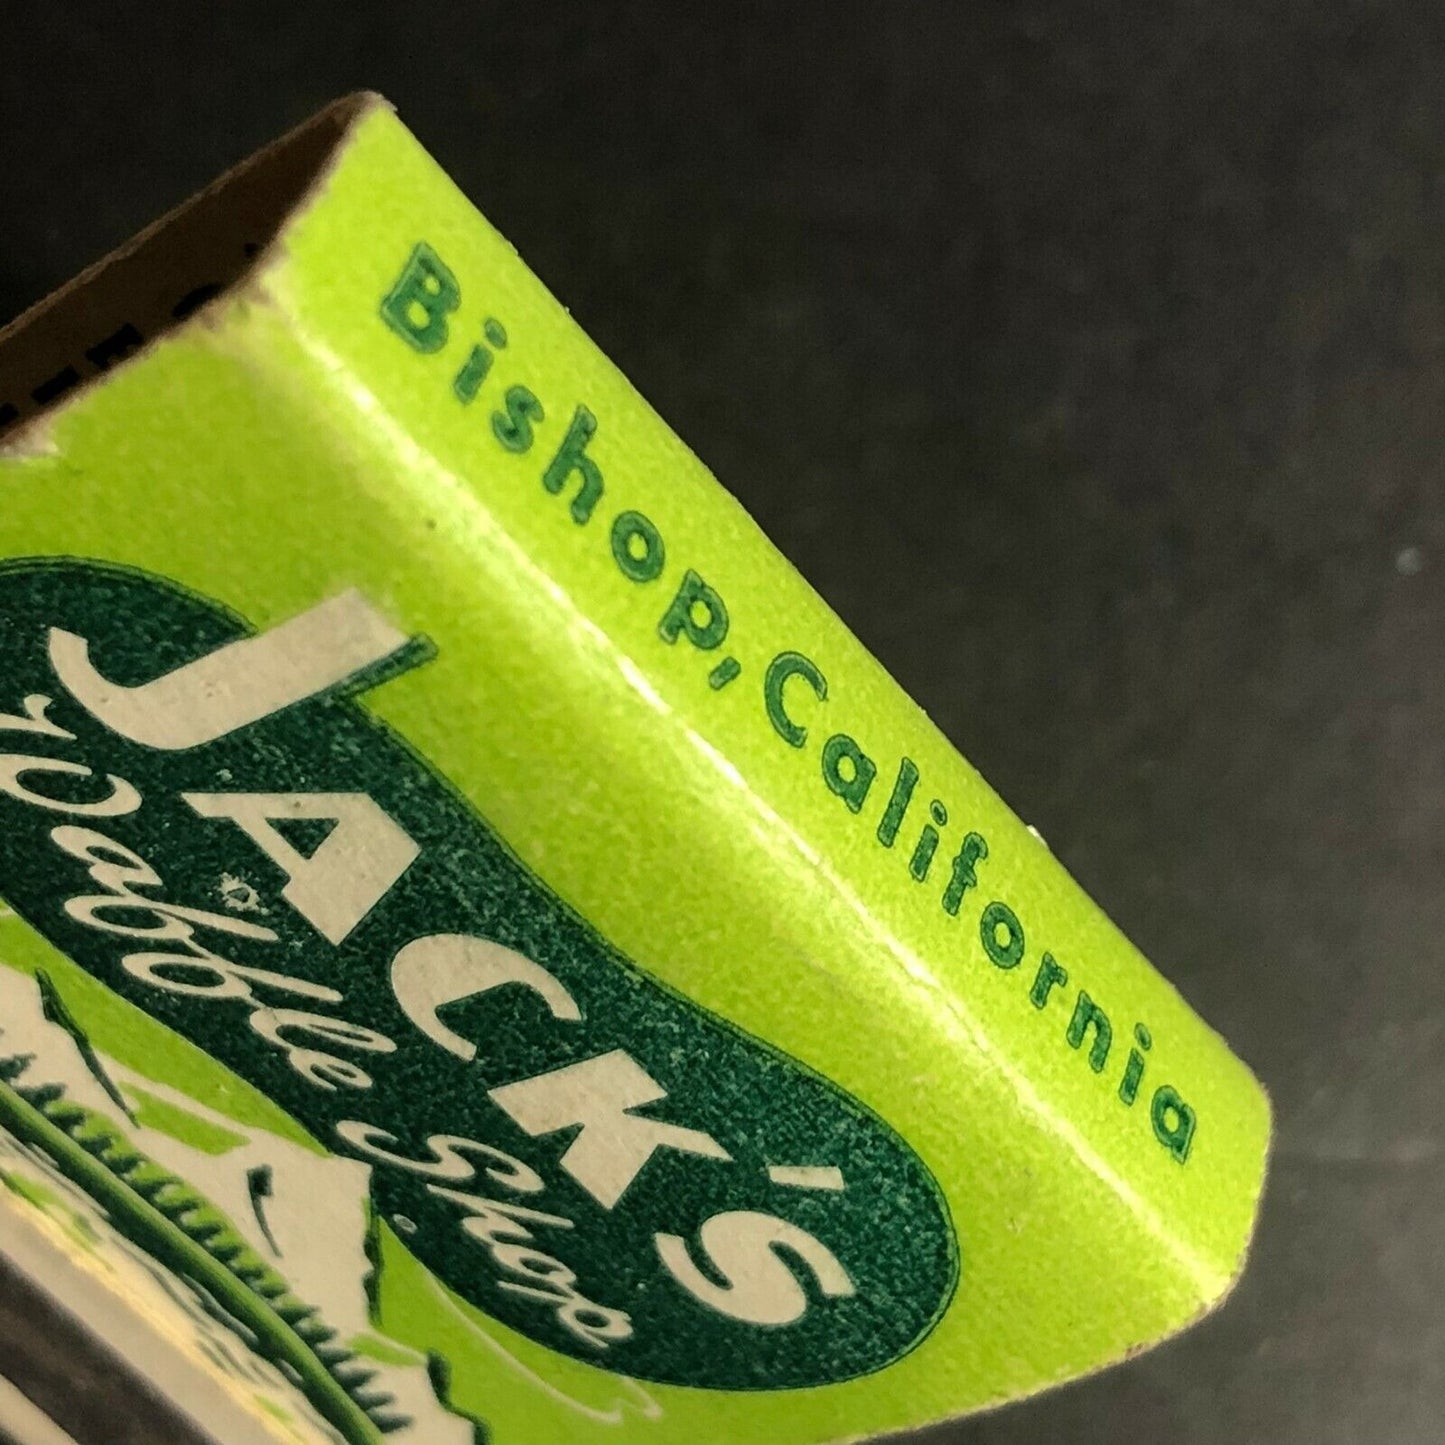 Bishop, California
JACK'S
Waffle Shop